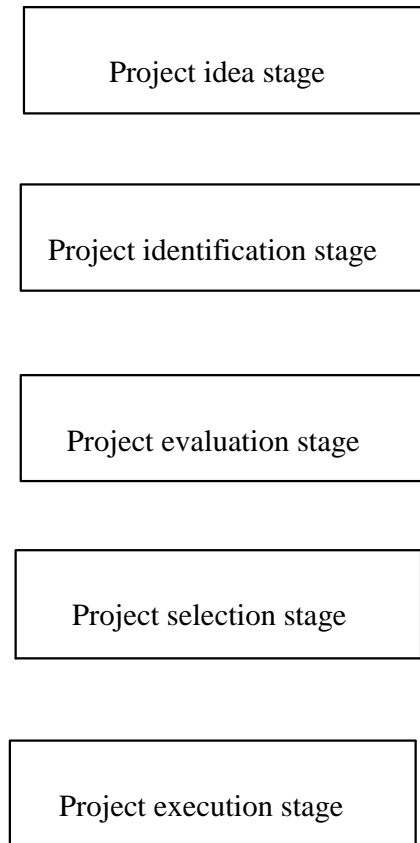 Project idea stage
Project identification stage
Project evaluation stage
Project selection stage
Project execution stage